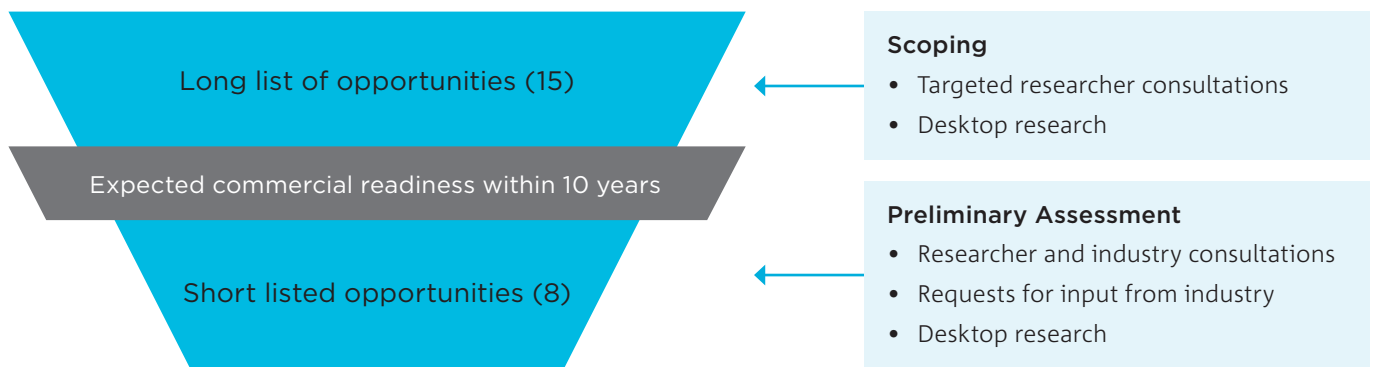 Long list of opportunities (15)
Expected commercial readiness within 10 years
Short listed opportunities (8)
Scoping
• Targeted researcher consultations
• Desktop research
Preliminary Assessment
• Researcher and industry consultations
• Requests for input from industry
• Desktop research